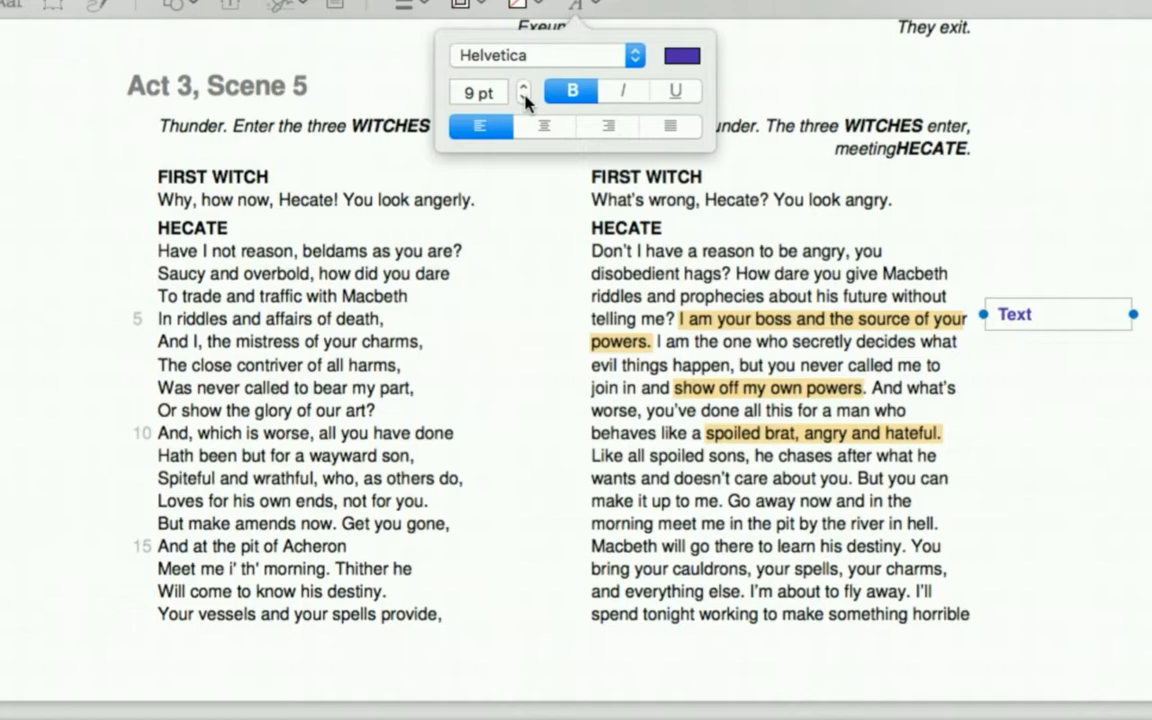 They exit.
Helvetica
9 pt
B I U
Act 3, Scene 5
Thunder. Enter the three WITCHES
The three WITCHES enter,
meetingHECATE.
FIRST WITCH
Why, how now, Hecate! You look angerly.
HECATE
Have I not reason, beldams as you are?
Saucy and overbold, how did you dare
To trade and traffic with Macbeth
5 In riddles and affairs of death,
And I, the mistress of your charms,
The close contriver of all harms,
Was never called to bear my part,
Or show the glory of our art?
10 And, which is worse, all you have done
Hath been but for a wayward son,
Spiteful and wrathful, who, as others do,
Loves for his own ends, not for you.
But make amends now. Get you gone,
15 And at the pit of Acheron
Meet me i' th' morning. Thither he
Will come to know his destiny.
Your vessels and your spells provide,
FIRST WITCH
What's wrong, Hecate? You look angry.
HECATE
Don't I have a reason to be angry, you
disobedient hags? How dare you give Macbeth
riddles and prophecies about his future without
telling me? I am your boss and the source of your
powers. I am the one who secretly decides what
evil things happen, but you never called me to
join in and show off my own powers. And what's
worse, you've done all this for a man who
behaves like a spoiled brat, angry and hateful.
Like all spoiled sons, he chases after what he
wants and doesn't care about you. But you can
make it up to me. Go away now and in the
morning meet me in the pit by the river in hell.
Macbeth will go there to learn his destiny. You
bring your cauldrons, your spells, your charms,
and everything else. I'm about to fly away. I'll
spend tonight working to make something horrible
Text